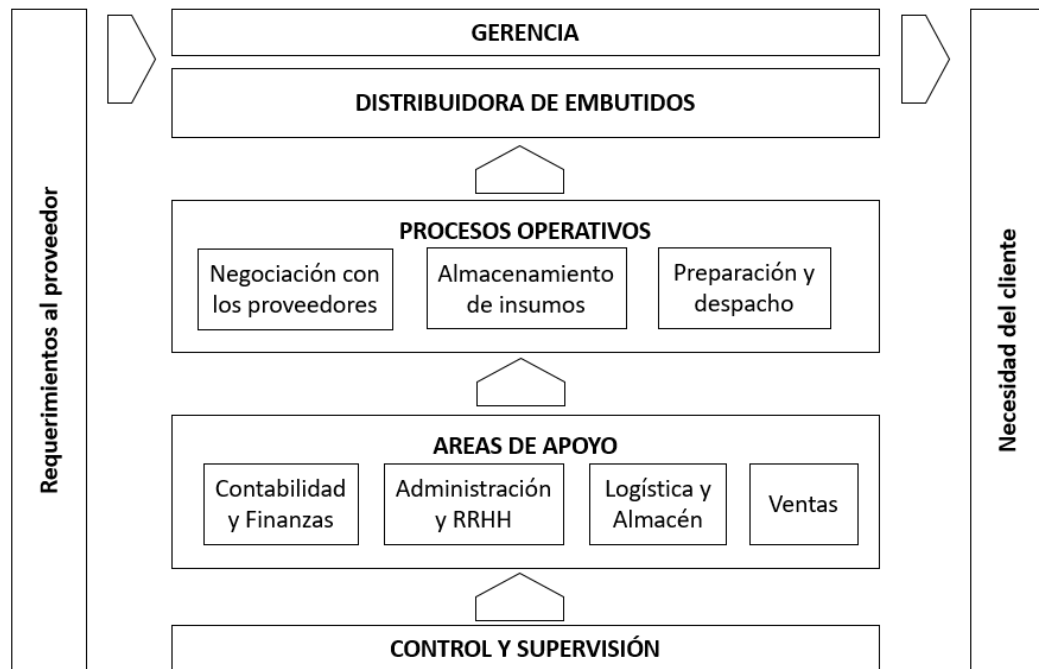 Requerimientos al proveedor
GERENCIA
DISTRIBUIDORA DE EMBUTIDOS
PROCESOS OPERATIVOS
Negociación con
los proveedores
Almacenamiento
de insumos
Preparación y
despacho
AREAS DE APOYO
Contabilidad
y Finanzas
Administración
y RRHH
Logística y
Almacén
Ventas
CONTROL Y SUPERVISIÓN
Necesidad del cliente